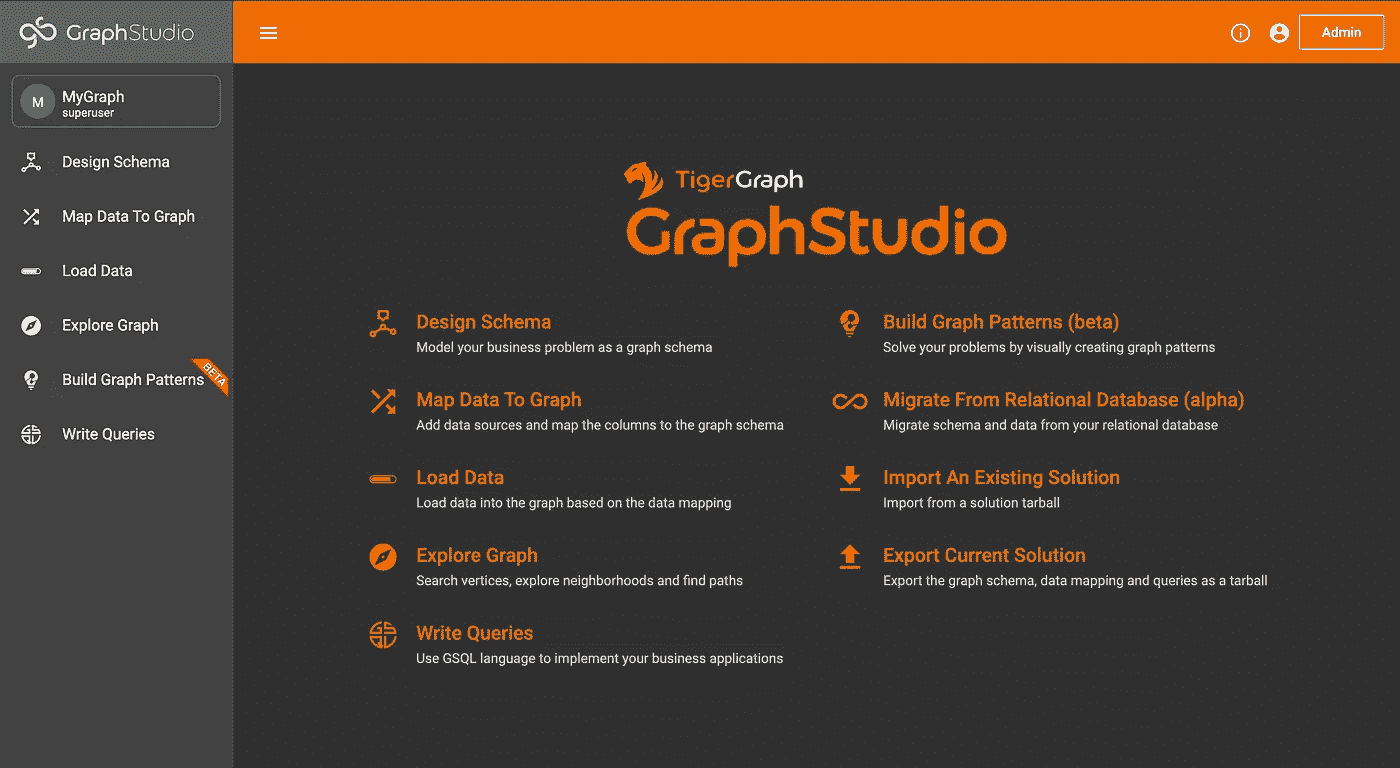 GraphStudio
Admin
M
MyGraph
superuser
Design Schema
Map Data To Graph
Load Data
Explore Graph
Build Graph Patterns
BETA
Write Queries
TigerGraph
GraphStudio
Design Schema
Model your business problem as a graph schema
Map Data To Graph
Add data sources and map the columns to the graph schema
Load Data
Load data into the graph based on the data mapping
Explore Graph
Search vertices, explore neighborhoods and find paths
Write Queries
Use GSQL language to implement your business applications
Build Graph Patterns (beta)
Solve your problems by visually creating graph patterns
Migrate From Relational Database (alpha)
Migrate schema and data from your relational database
Import An Existing Solution
Import from a solution tarball
Export Current Solution
Export the graph schema, data mapping and queries as a tarball